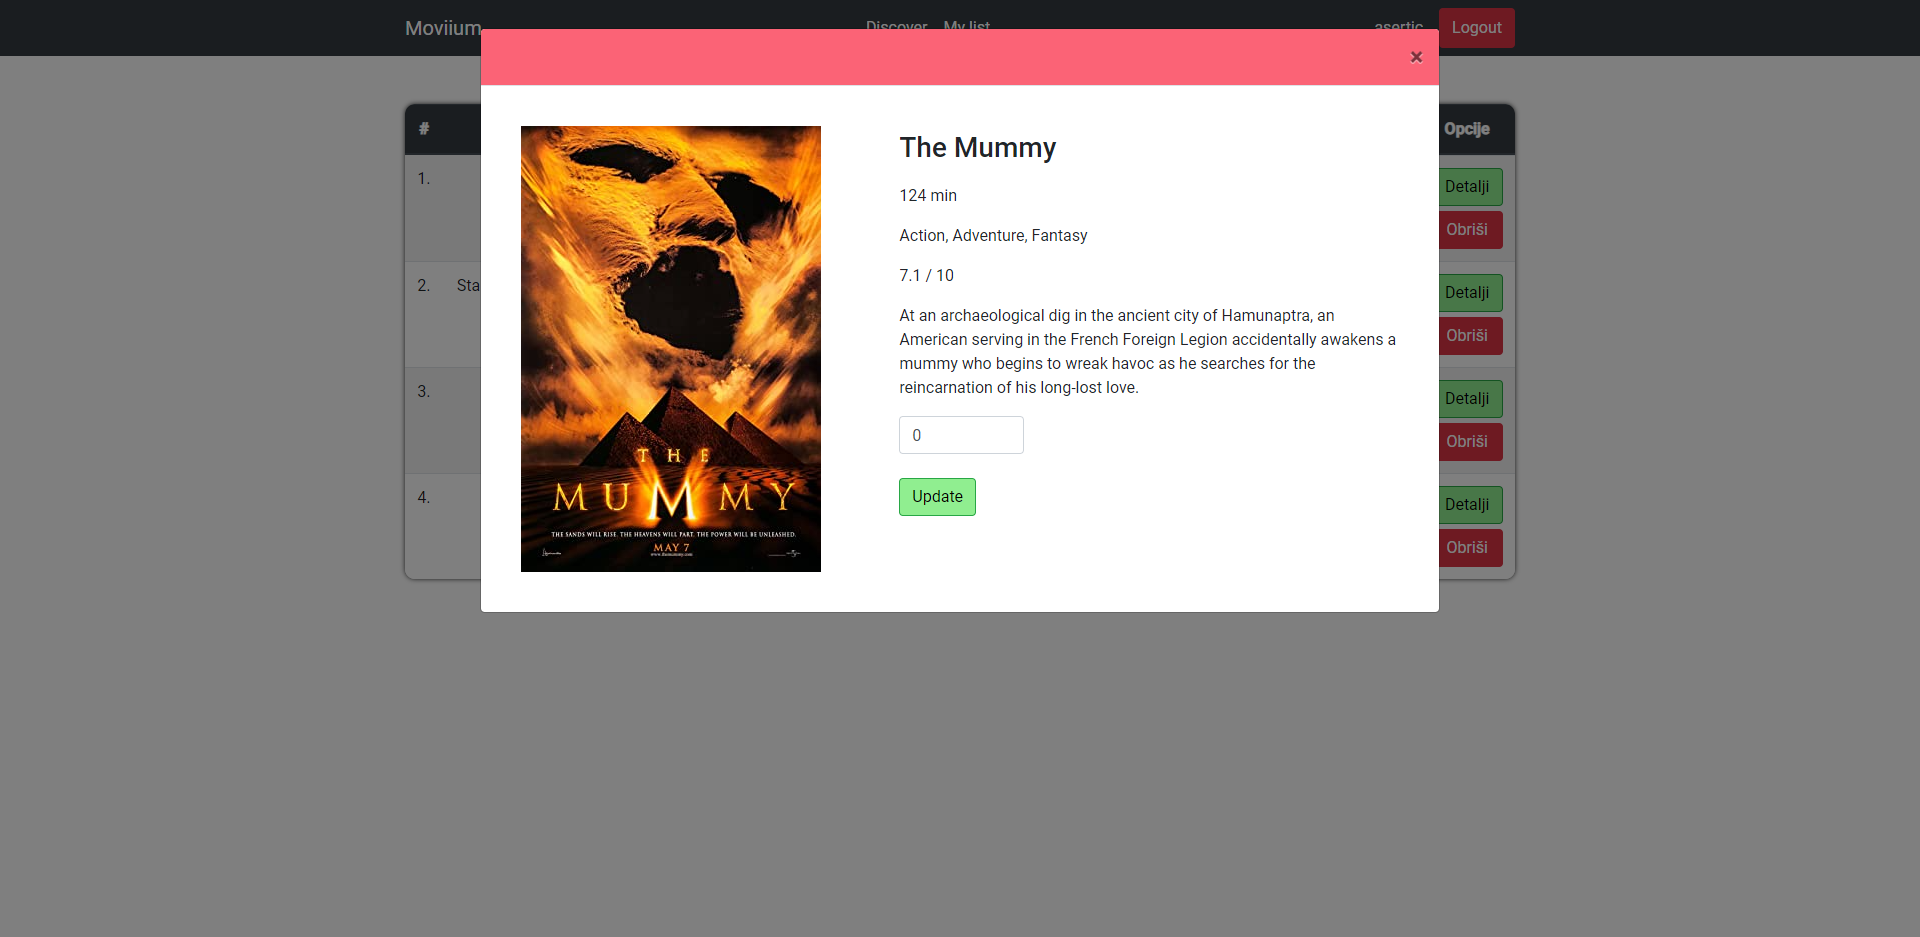 Moviium
Discover My list
asertic
Logout
×
# Opcije
1.
Detalji
Obriši
2. Sta
Detalji
Obriši
3.
Detalji
Obriši
4.
Detalji
Obriši
THE
MUMMY
THE SANDS WILL RISE. THE HEAVENS WILL PART. THE POWER WILL BE UNLEASHED.
MAY 7
www.themummy.com
The Mummy
124 min
Action, Adventure, Fantasy
7.1 / 10
At an archaeological dig in the ancient city of Hamunaptra, an
American serving in the French Foreign Legion accidentally awakens a
mummy who begins to wreak havoc as he searches for the
reincarnation of his long-lost love.
0
Update